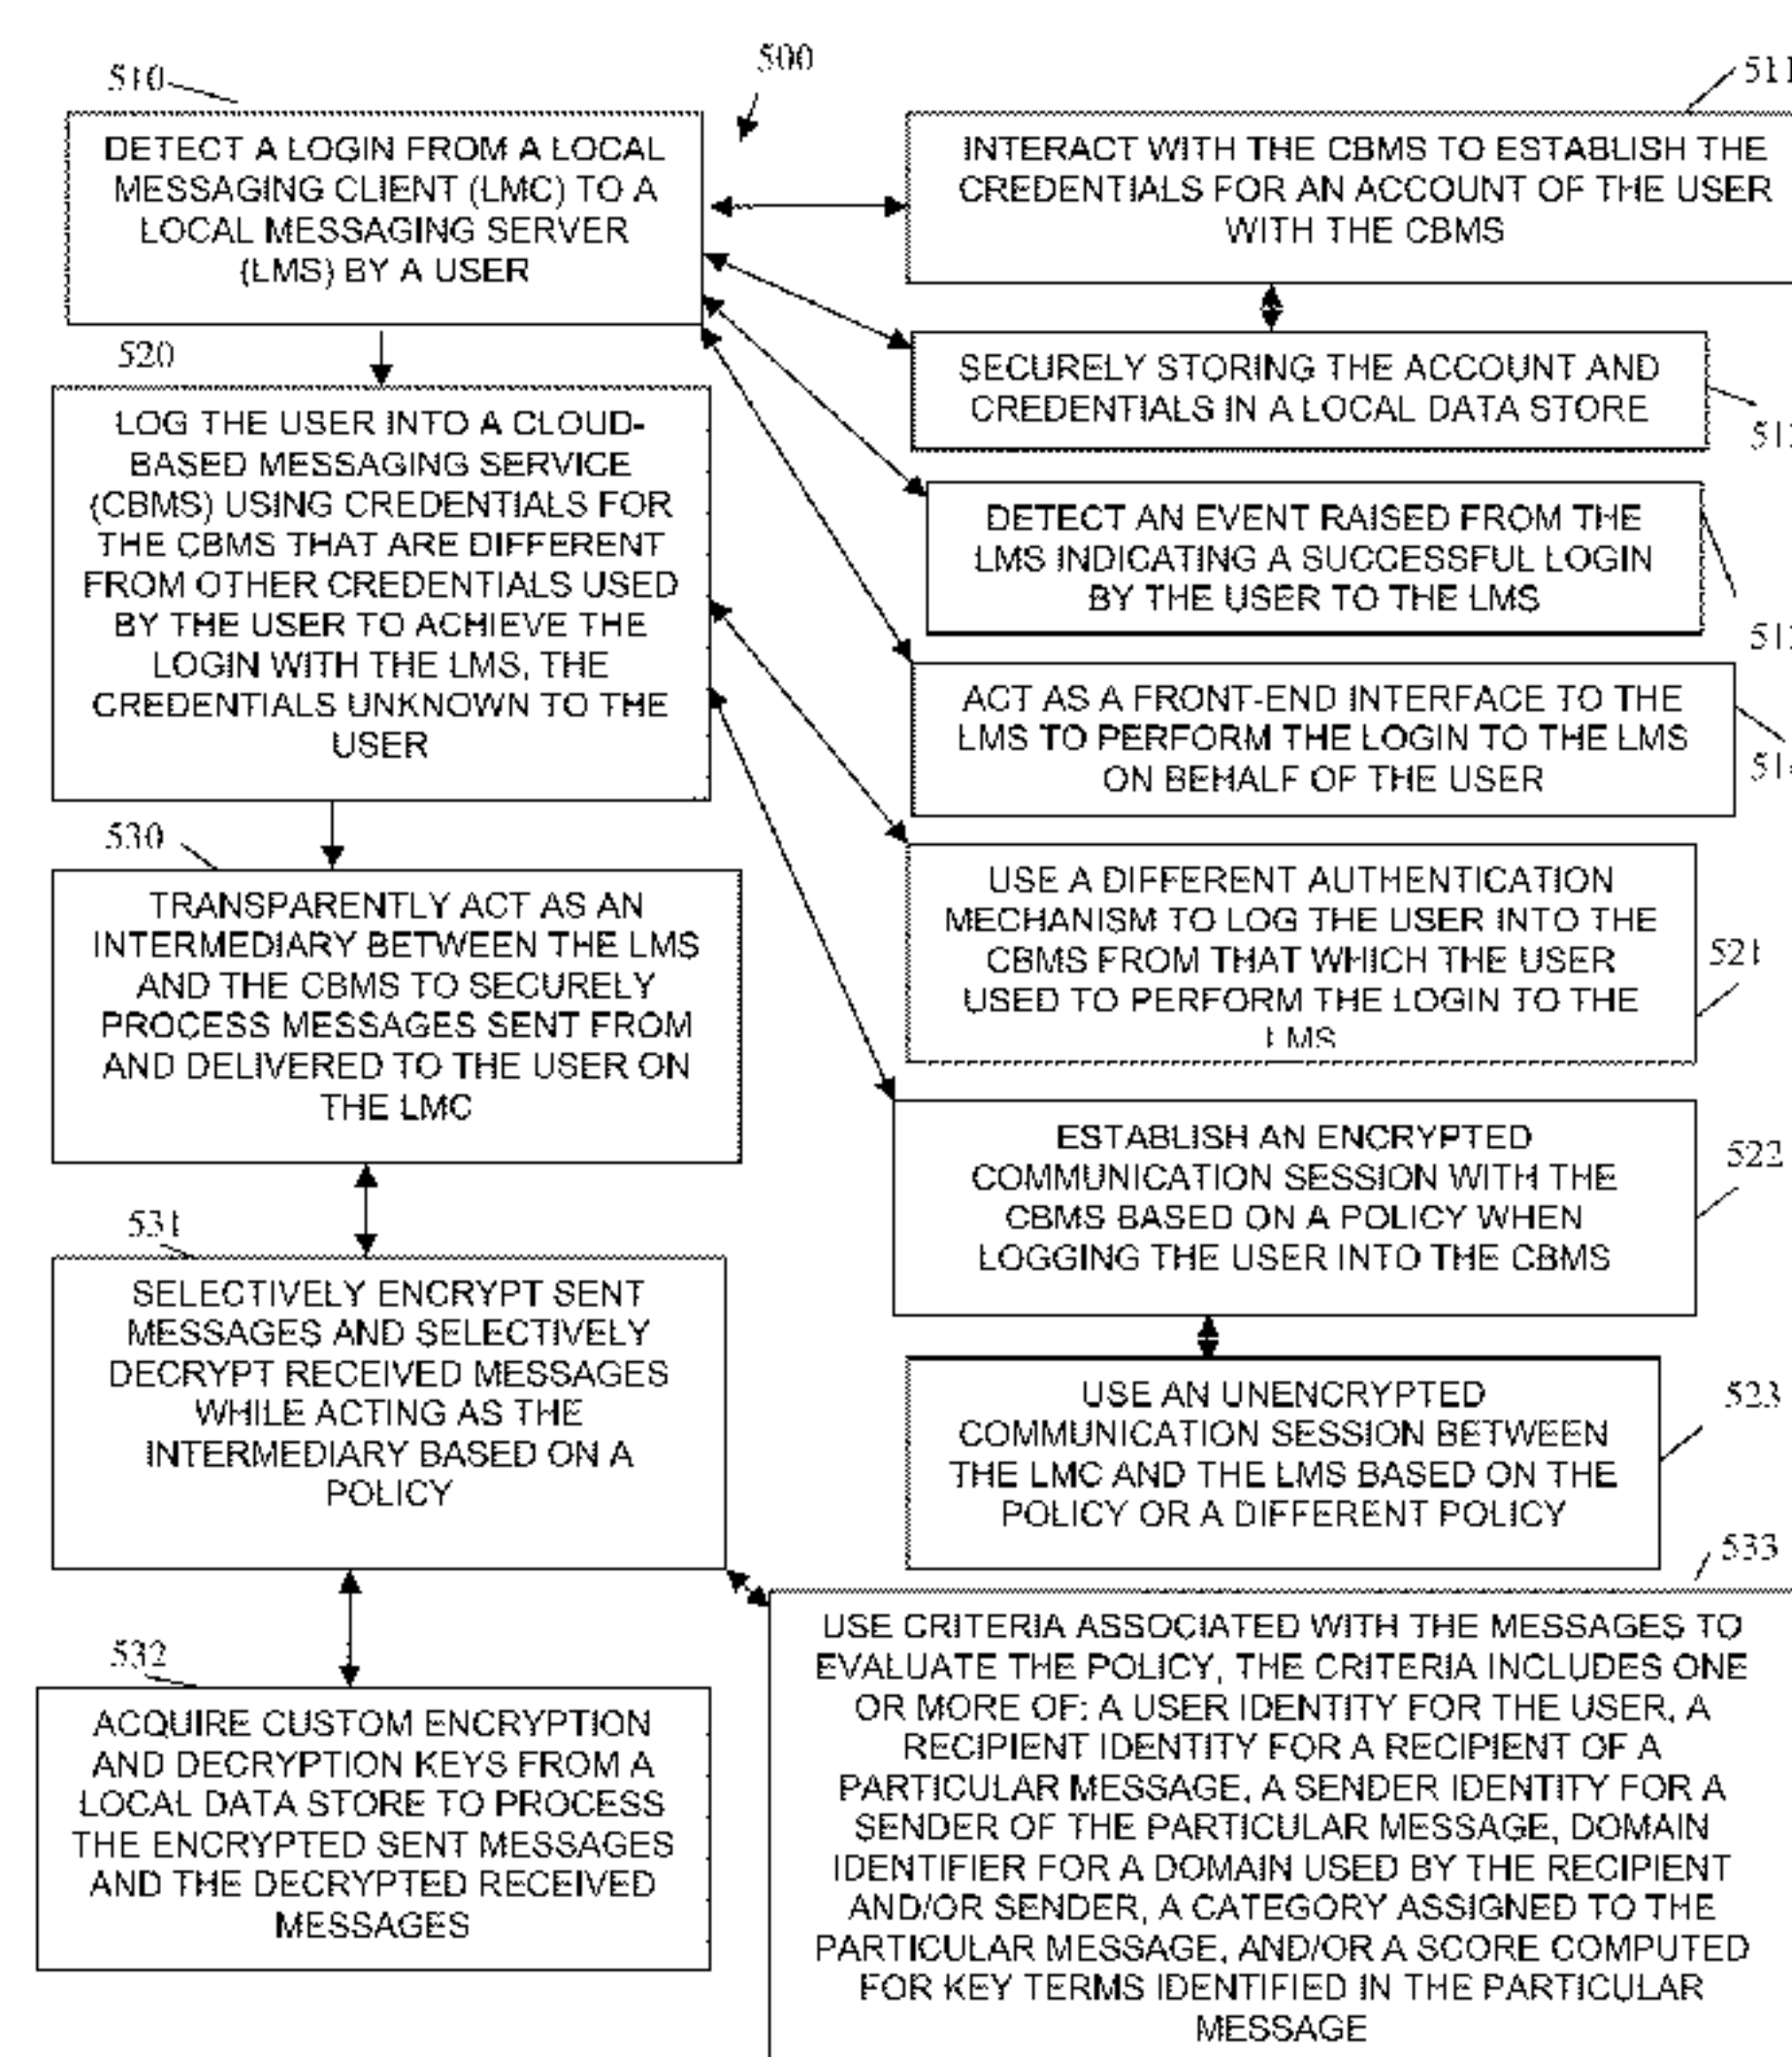 500
510
DETECT A LOGIN FROM A LOCAL
MESSAGING CLIENT (LMC) TO A
LOCAL MESSAGING SERVER
(LMS) BY A USER
511
INTERACT WITH THE CBMS TO ESTABLISH THE
CREDENTIALS FOR AN ACCOUNT OF THE USER
WITH THE CBMS
SECURELY STORING THE ACCOUNT AND
CREDENTIALS IN A LOCAL DATA STORE
DETECT AN EVENT RAISED FROM THE
LMS INDICATING A SUCCESSFUL LOGIN
BY THE USER TO THE LMS
ACT AS A FRONT-END INTERFACE TO THE
LMS TO PERFORM THE LOGIN TO THE LMS
ON BEHALF OF THE USER
520
LOG THE USER INTO A CLOUD-
BASED MESSAGING SERVICE
(CBMS) USING CREDENTIALS FOR
THE CBMS THAT ARE DIFFERENT
FROM OTHER CREDENTIALS USED
BY THE USER TO ACHIEVE THE
LOGIN WITH THE LMS, THE
CREDENTIALS UNKNOWN TO THE
USER
521
USE A DIFFERENT AUTHENTICATION
MECHANISM TO LOG THE USER INTO THE
CBMS FROM THAT WHICH THE USER
USED TO PERFORM THE LOGIN TO THE
LMS
522
ESTABLISH AN ENCRYPTED
COMMUNICATION SESSION WITH THE
CBMS BASED ON A POLICY WHEN
LOGGING THE USER INTO THE CBMS
523
USE AN UNENCRYPTED
COMMUNICATION SESSION BETWEEN
THE LMC AND THE LMS BASED ON THE
POLICY OR A DIFFERENT POLICY
530
TRANSPARENTLY ACT AS AN
INTERMEDIARY BETWEEN THE LMS
AND THE CBMS TO SECURELY
PROCESS MESSAGES SENT FROM
AND DELIVERED TO THE USER ON
THE LMC
531
SELECTIVELY ENCRYPT SENT
MESSAGES AND SELECTIVELY
DECRYPT RECEIVED MESSAGES
WHILE ACTING AS THE
INTERMEDIARY BASED ON A
POLICY
532
ACQUIRE CUSTOM ENCRYPTION
AND DECRYPTION KEYS FROM A
LOCAL DATA STORE TO PROCESS
THE ENCRYPTED SENT MESSAGES
AND THE DECRYPTED RECEIVED
MESSAGES
533
USE CRITERIA ASSOCIATED WITH THE MESSAGES TO
EVALUATE THE POLICY, THE CRITERIA INCLUDES ONE
OR MORE OF: A USER IDENTITY FOR THE USER, A
RECIPIENT IDENTITY FOR A RECIPIENT OF A
PARTICULAR MESSAGE, A SENDER IDENTITY FOR A
SENDER OF THE PARTICULAR MESSAGE, DOMAIN
IDENTIFIER FOR A DOMAIN USED BY THE RECIPIENT
AND/OR SENDER, A CATEGORY ASSIGNED TO THE
PARTICULAR MESSAGE, AND/OR A SCORE COMPUTED
FOR KEY TERMS IDENTIFIED IN THE PARTICULAR
MESSAGE